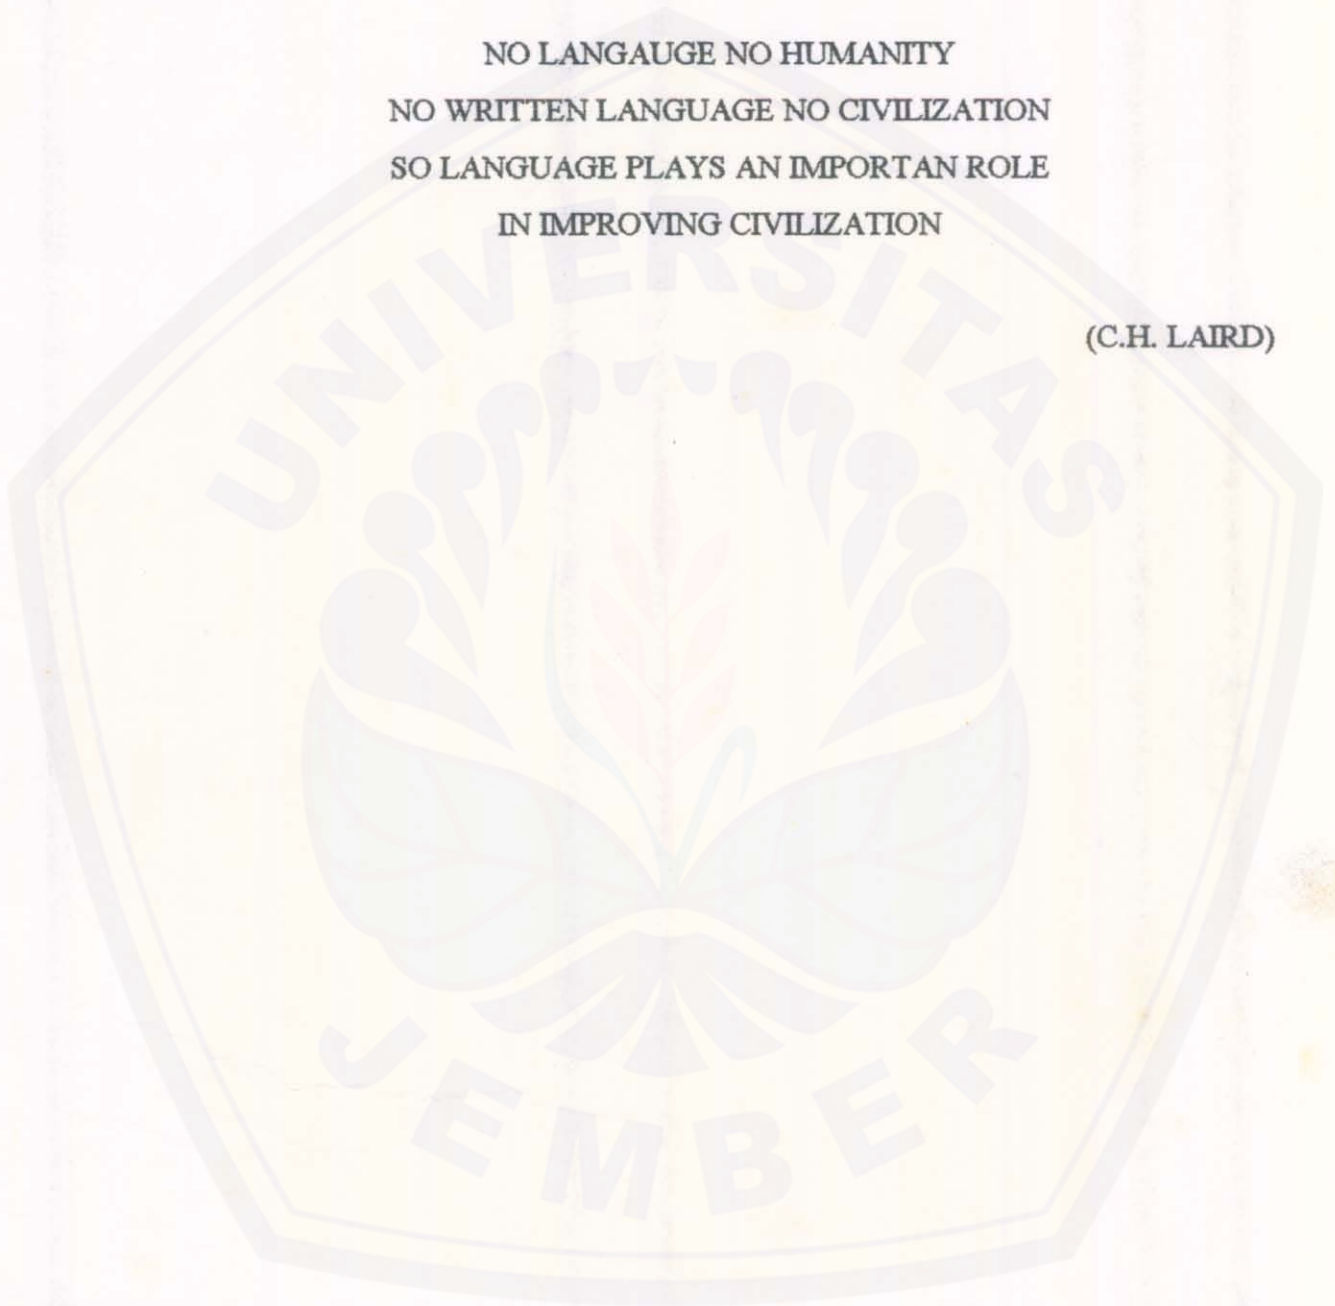 NO LANGAUGE NO HUMANITY
NO WRITTEN LANGUAGE NO CIVILIZATION
SO LANGUAGE PLAYS AN IMPORTAN ROLE
IN IMPROVING CIVILIZATION
(C.H. LAIRD)
UNIVERSITAS
JEMBER